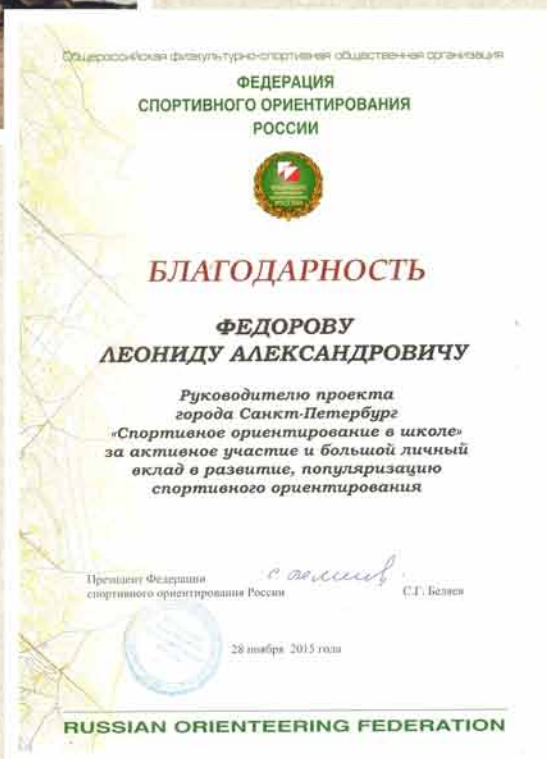 Общероссийская физкультурно-спортивная общественная организация
ФЕДЕРАЦИЯ
СПОРТИВНОГО ОРИЕНТИРОВАНИЯ
РОССИИ
БЛАГОДАРНОСТЬ
ФЕДОРОВУ
ЛЕОНИДУ АЛЕКСАНДРОВИЧУ
Руководителю проекта
города Санкт-Петербург
«Спортивное ориентирование в школе»
за активное участие и большой личный
вклад в развитие, популяризацию
спортивного ориентирования
Президент Федерации
спортивного ориентирования России С.Г. Беляев
28 ноября 2015 года
RUSSIAN ORIENTEERING FEDERATION